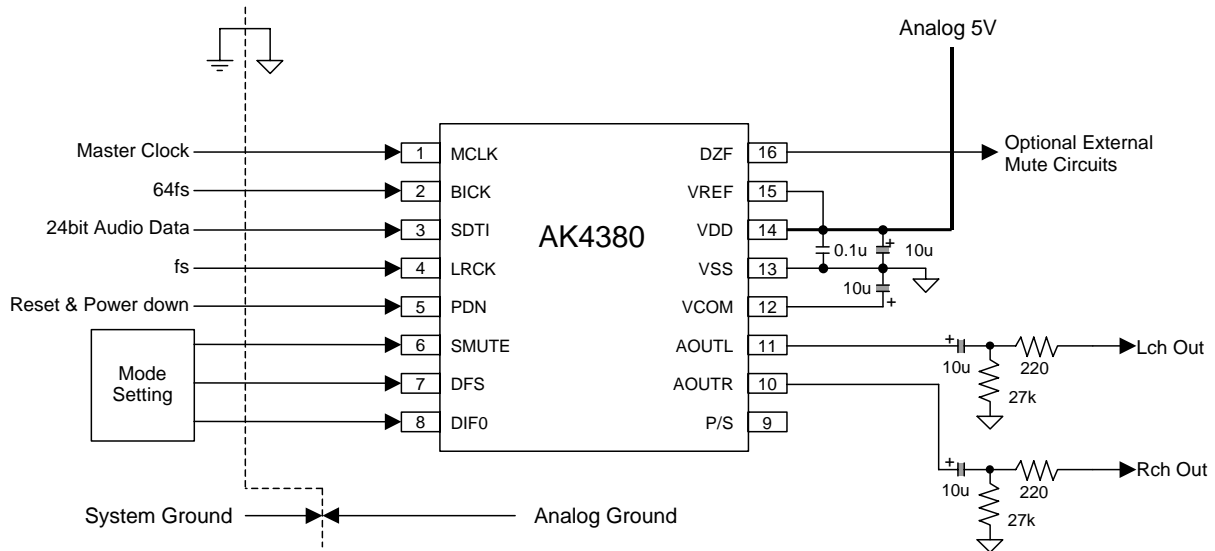 Analog 5V
Master Clock
64fs
24bit Audio Data
fs
Reset & Power down
Mode
Setting
1 MCLK
2 BICK
3 SDTI
4 LRCK
5 PDN
6 SMUTE
7 DFS
8 DIF0
AK4380
DZF 16
VREF 15
VDD 14
VSS 13
VCOM 12
AOUTL 11
AOUTR 10
P/S 9
Optional External
Mute Circuits
0.1u
+
10u
10u
+
+
10u
220
27k
Lch Out
+
10u
220
27k
Rch Out
System Ground
Analog Ground